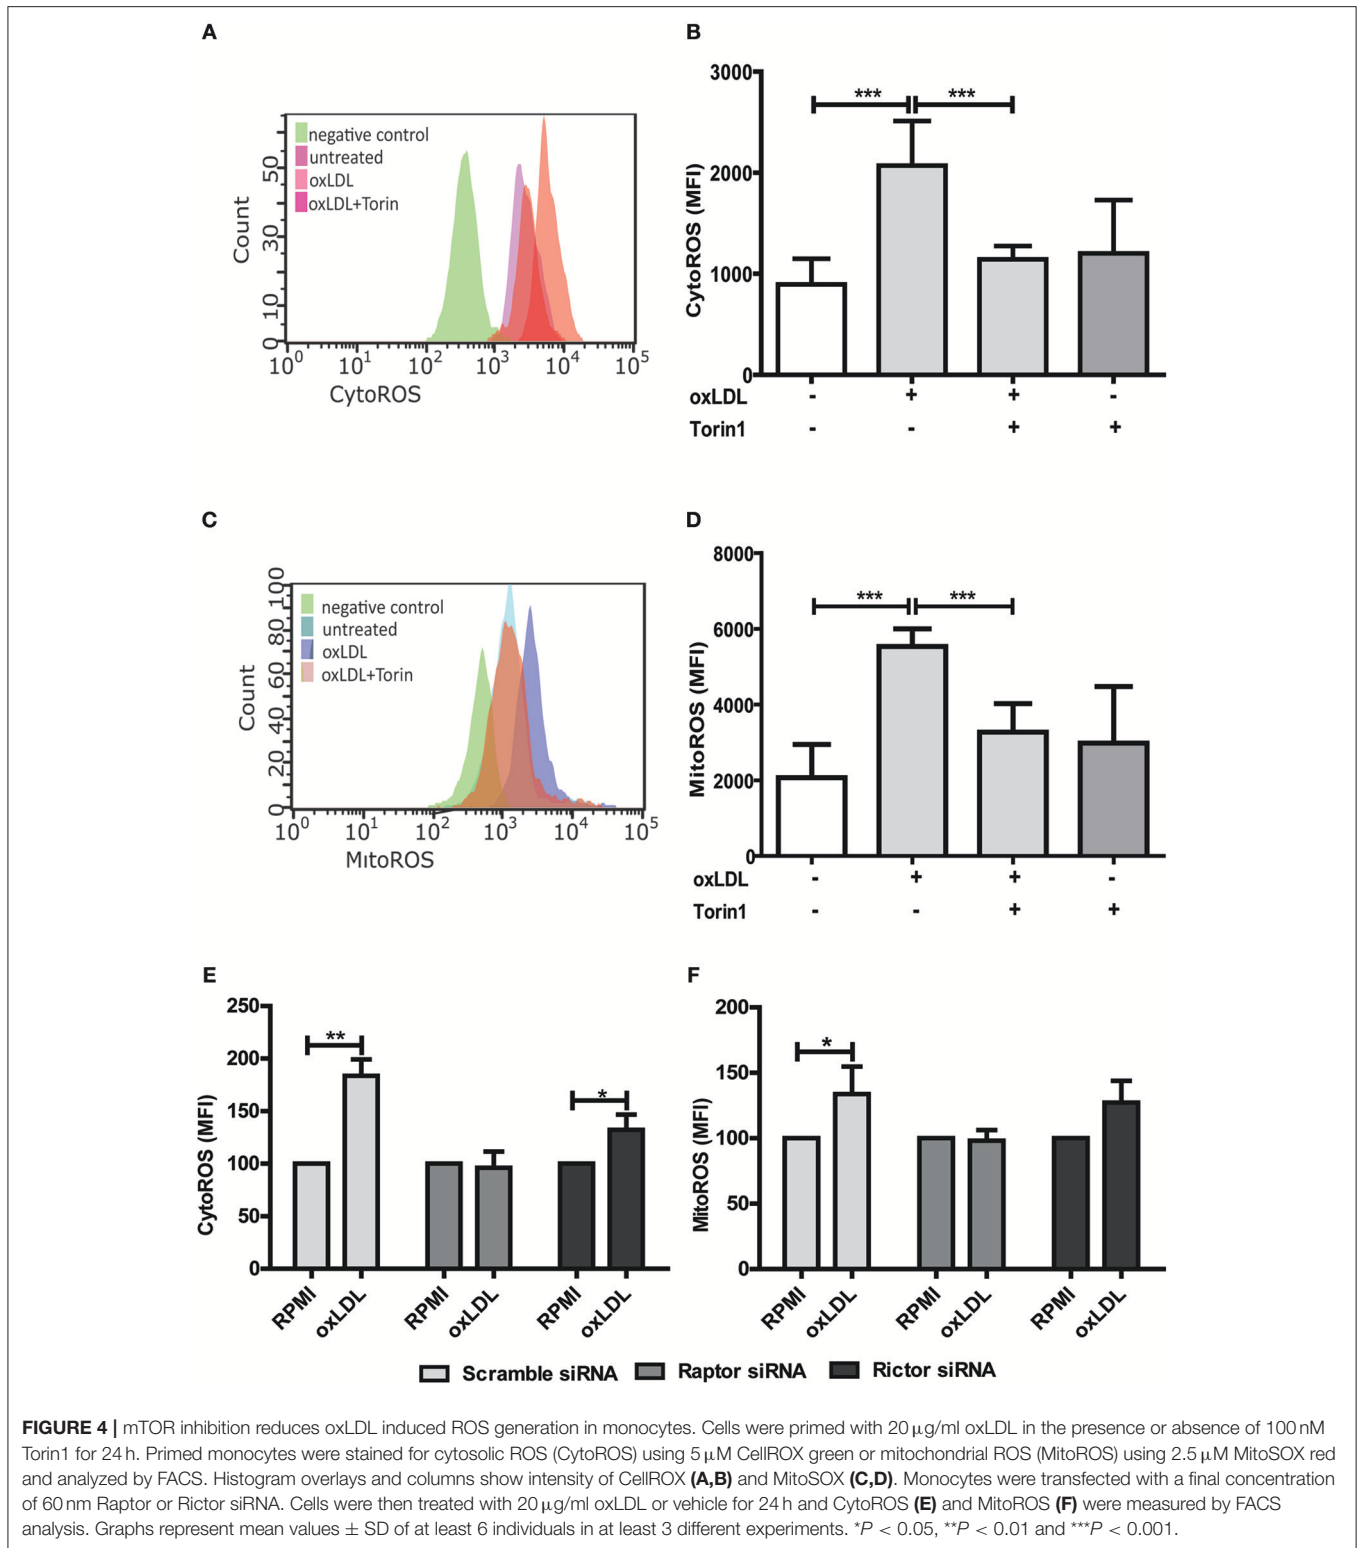 A
negative control
untreated
oxLDL
oxLDL+Torin
Count
50
30
10
0
10^0 10^1 10^2 10^3 10^4 10^5
CytoROS
B
CytoROS (MFI)
3000
2000
1000
0
*** ***
oxLDL - + + -
Torin1 - - + +
C
negative control
untreated
oxLDL
oxLDL+Torin
Count
100
80
60
40
20
0
10^0 10^1 10^2 10^3 10^4 10^5
MitoROS
D
MitoROS (MFI)
8000
6000
4000
2000
0
*** ***
oxLDL - + + -
Torin1 - - + +
E
CytoROS (MFI)
250
200
150
100
50
0
** *
RPMI oxLDL RPMI oxLDL RPMI oxLDL
F
MitoROS (MFI)
200
150
100
50
0
*
RPMI oxLDL RPMI oxLDL RPMI oxLDL
Scramble siRNA Raptor siRNA Rictor siRNA
FIGURE 4 | mTOR inhibition reduces oxLDL induced ROS generation in monocytes. Cells were primed with 20 μg/ml oxLDL in the presence or absence of 100 nM
Torin1 for 24 h. Primed monocytes were stained for cytosolic ROS (CytoROS) using 5 μM CellROX green or mitochondrial ROS (MitoROS) using 2.5 μM MitoSOX red
and analyzed by FACS. Histogram overlays and columns show intensity of CellROX (A,B) and MitoSOX (C,D). Monocytes were transfected with a final concentration
of 60 nm Raptor or Rictor siRNA. Cells were then treated with 20 μg/ml oxLDL or vehicle for 24 h and CytoROS (E) and MitoROS (F) were measured by FACS
analysis. Graphs represent mean values ± SD of at least 6 individuals in at least 3 different experiments. *P < 0.05, **P < 0.01 and ***P < 0.001.